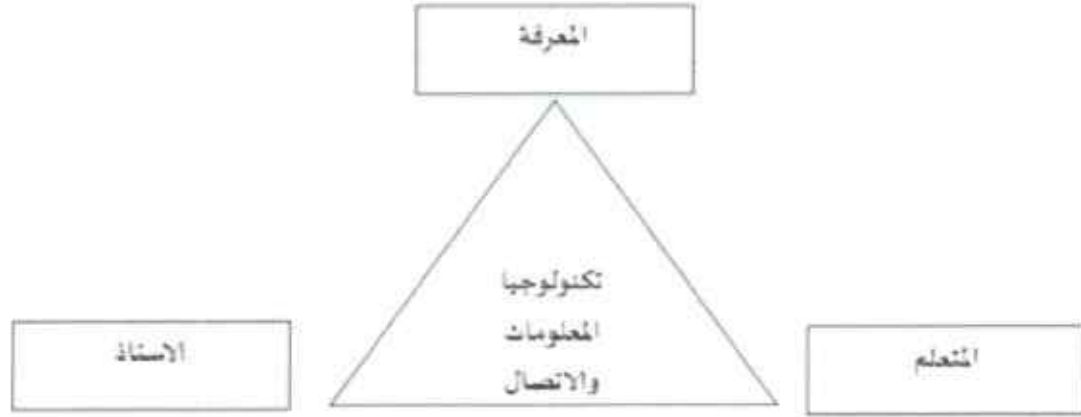 المعرفة
تكنولوجيا
المعلومات
والاتصال
المتعلم
الاستاذ